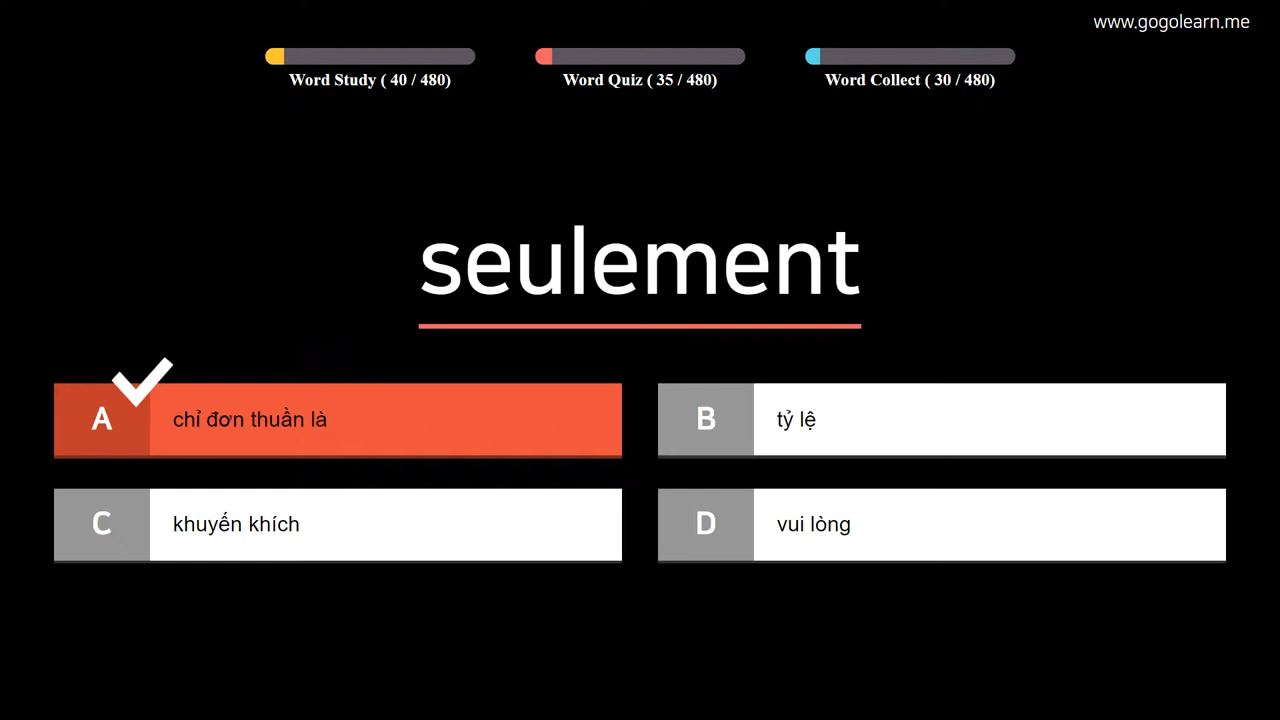 www.gogolearn.me
Word Study ( 40 / 480)
Word Quiz ( 35 / 480)
Word Collect ( 30 / 480)
seulement
A chỉ đơn thuần là
B tỷ lệ
C khuyến khích
D vui lòng